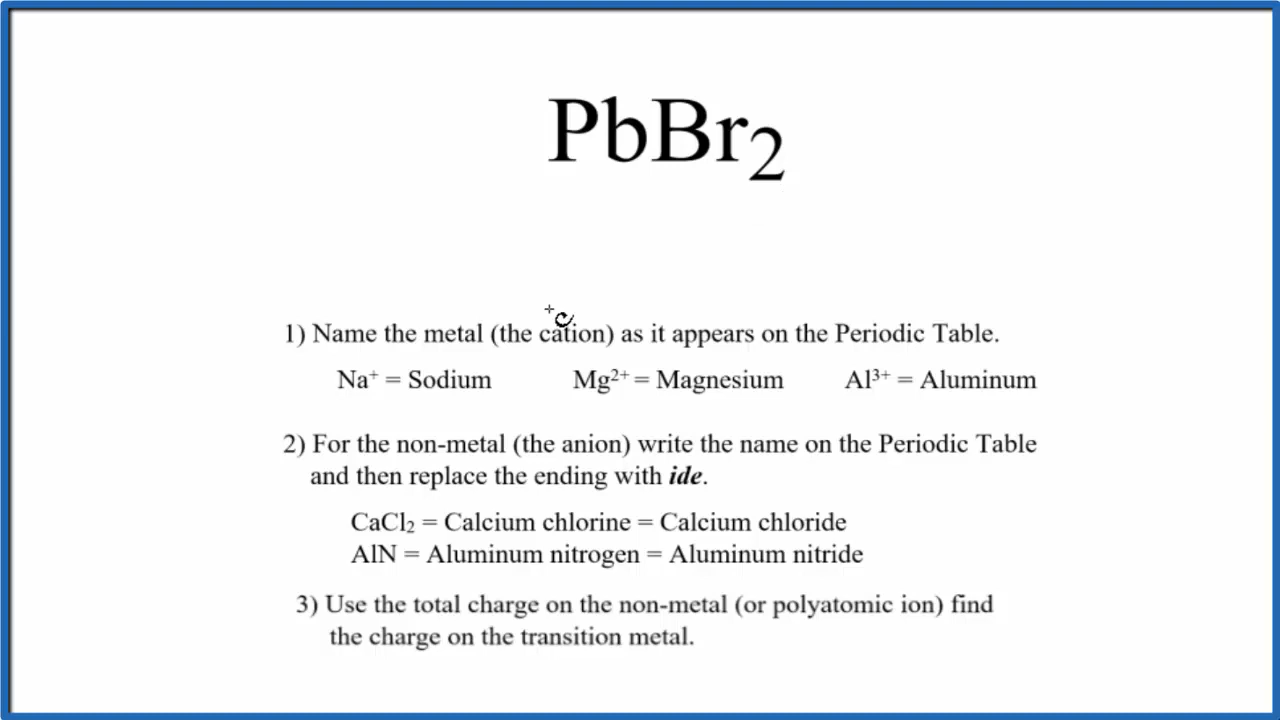 PbBr₂
1) Name the metal (the cation) as it appears on the Periodic Table.
Na⁺ = Sodium Mg²⁺ = Magnesium Al³⁺ = Aluminum
2) For the non-metal (the anion) write the name on the Periodic Table
and then replace the ending with ide.
CaCl₂ = Calcium chlorine = Calcium chloride
AlN = Aluminum nitrogen = Aluminum nitride
3) Use the total charge on the non-metal (or polyatomic ion) find
the charge on the transition metal.